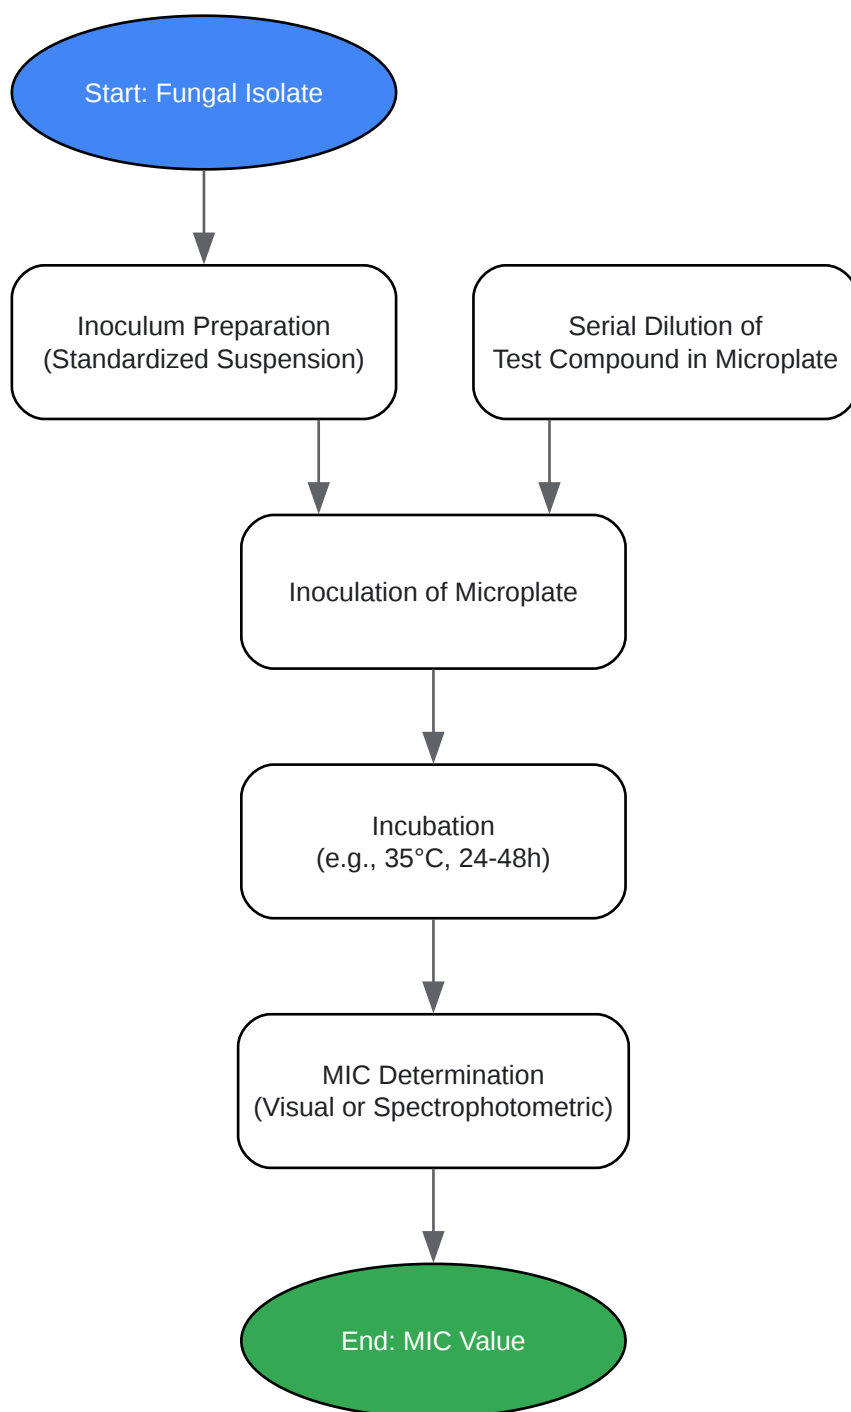 Start: Fungal Isolate
Inoculum Preparation
(Standardized Suspension)
Serial Dilution of
Test Compound in Microplate
Inoculation of Microplate
Incubation
(e.g., 35°C, 24-48h)
MIC Determination
(Visual or Spectrophotometric)
End: MIC Value